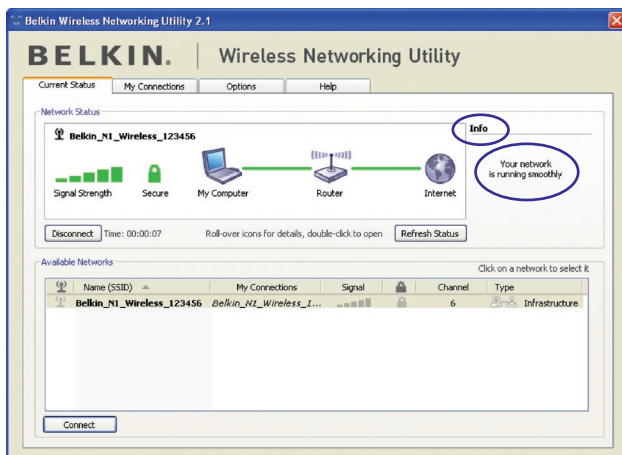 Belkin Wireless Networking Utility 2.1
BELKIN. Wireless Networking Utility
Current Status My Connections Options Help
Network Status
Belkin_N1_Wireless_123456
Signal Strength Secure My Computer Router Internet
Info
Your network
is running smoothly
Disconnect Time: 00:00:07 Roll-over icons for details, double-click to open Refresh Status
Available Networks
Click on a network to select it
Name (SSID) My Connections Signal Channel Type
Belkin_N1_Wireless_123456 Belkin_N1_Wireless_1... 6 Infrastructure
Connect